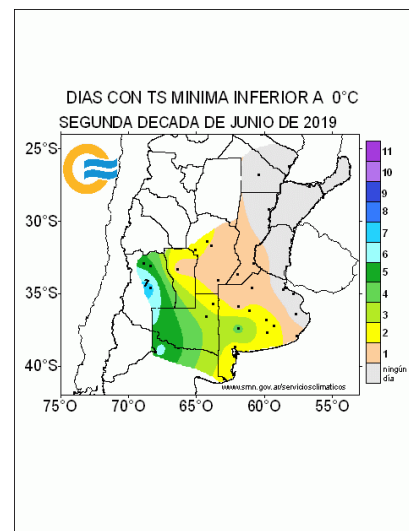 DIAS CON TS MINIMA INFERIOR A 0°C
SEGUNDA DECADA DE JUNIO DE 2019
25°S
30°S
35°S
40°S
75°O
70°O
65°O
60°O
55°O
7
www.smn.gov.ar/serviciosclimaticos
11
10
9
8
7
6
5
4
3
2
1
ningún
día